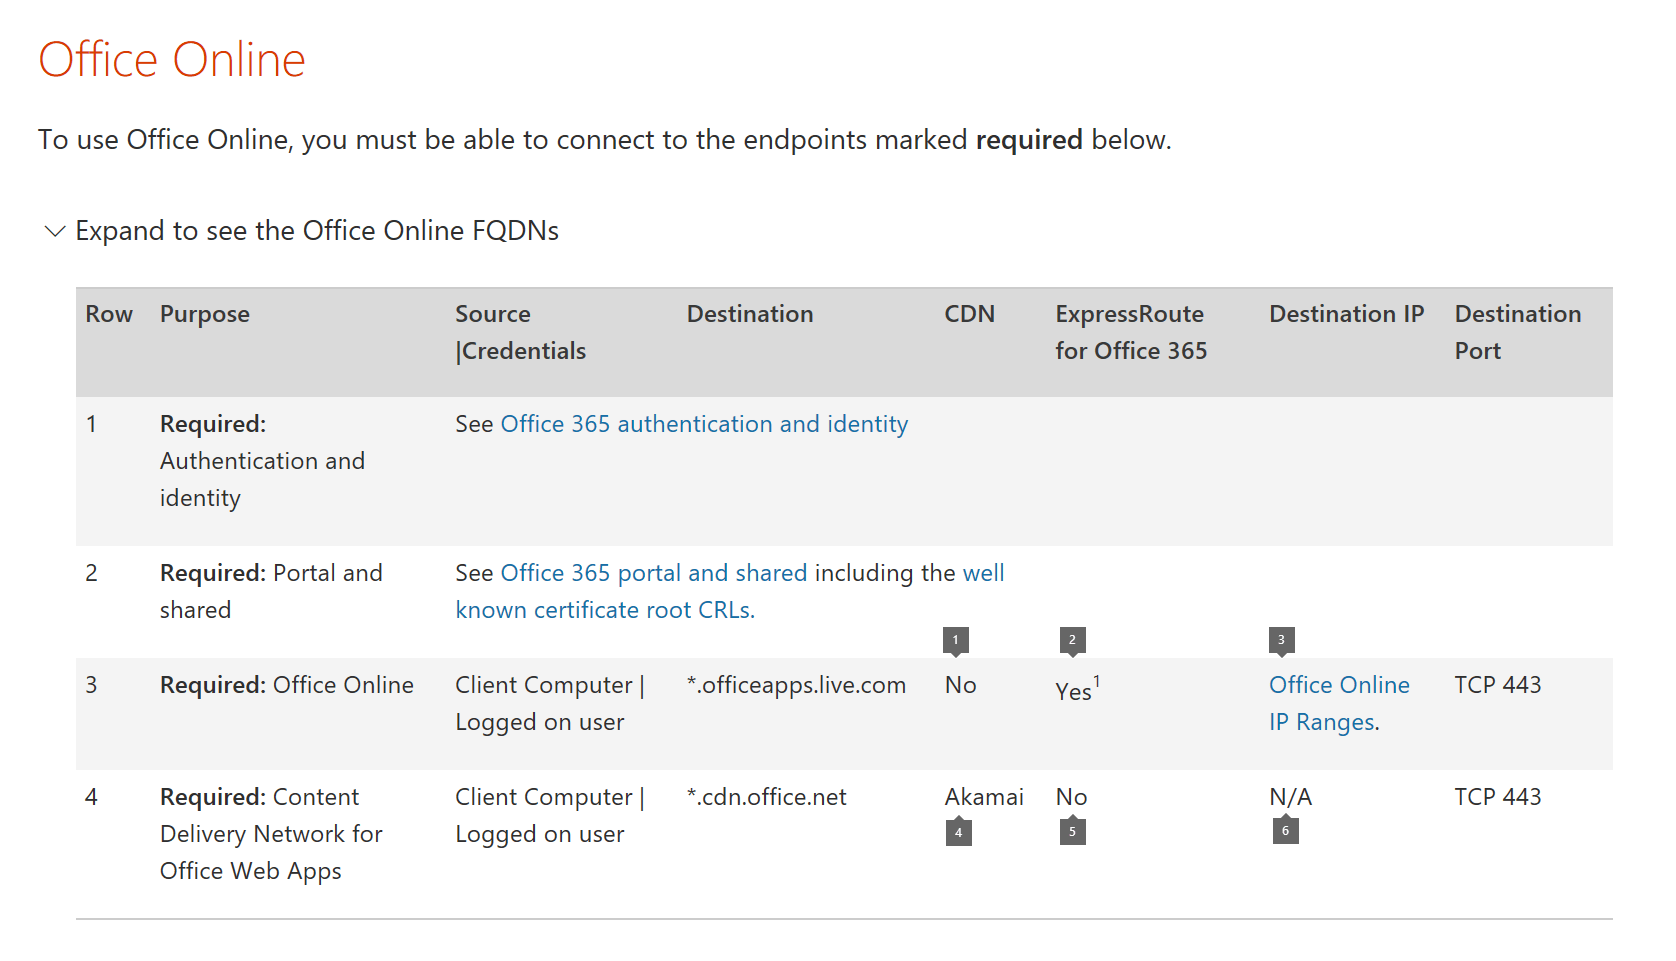 Office Online
To use Office Online, you must be able to connect to the endpoints marked required below.
Expand to see the Office Online FQDNs
Row Purpose Source |Credentials Destination CDN ExpressRoute for Office 365 Destination IP Destination Port
1 Required: Authentication and identity See Office 365 authentication and identity
2 Required: Portal and shared See Office 365 portal and shared including the well known certificate root CRLs.
1 2 3
3 Required: Office Online Client Computer | Logged on user *.officeapps.live.com No Yes1 Office Online IP Ranges. TCP 443
4 Required: Content Delivery Network for Office Web Apps Client Computer | Logged on user *.cdn.office.net Akamai No N/A TCP 443
4 5 6